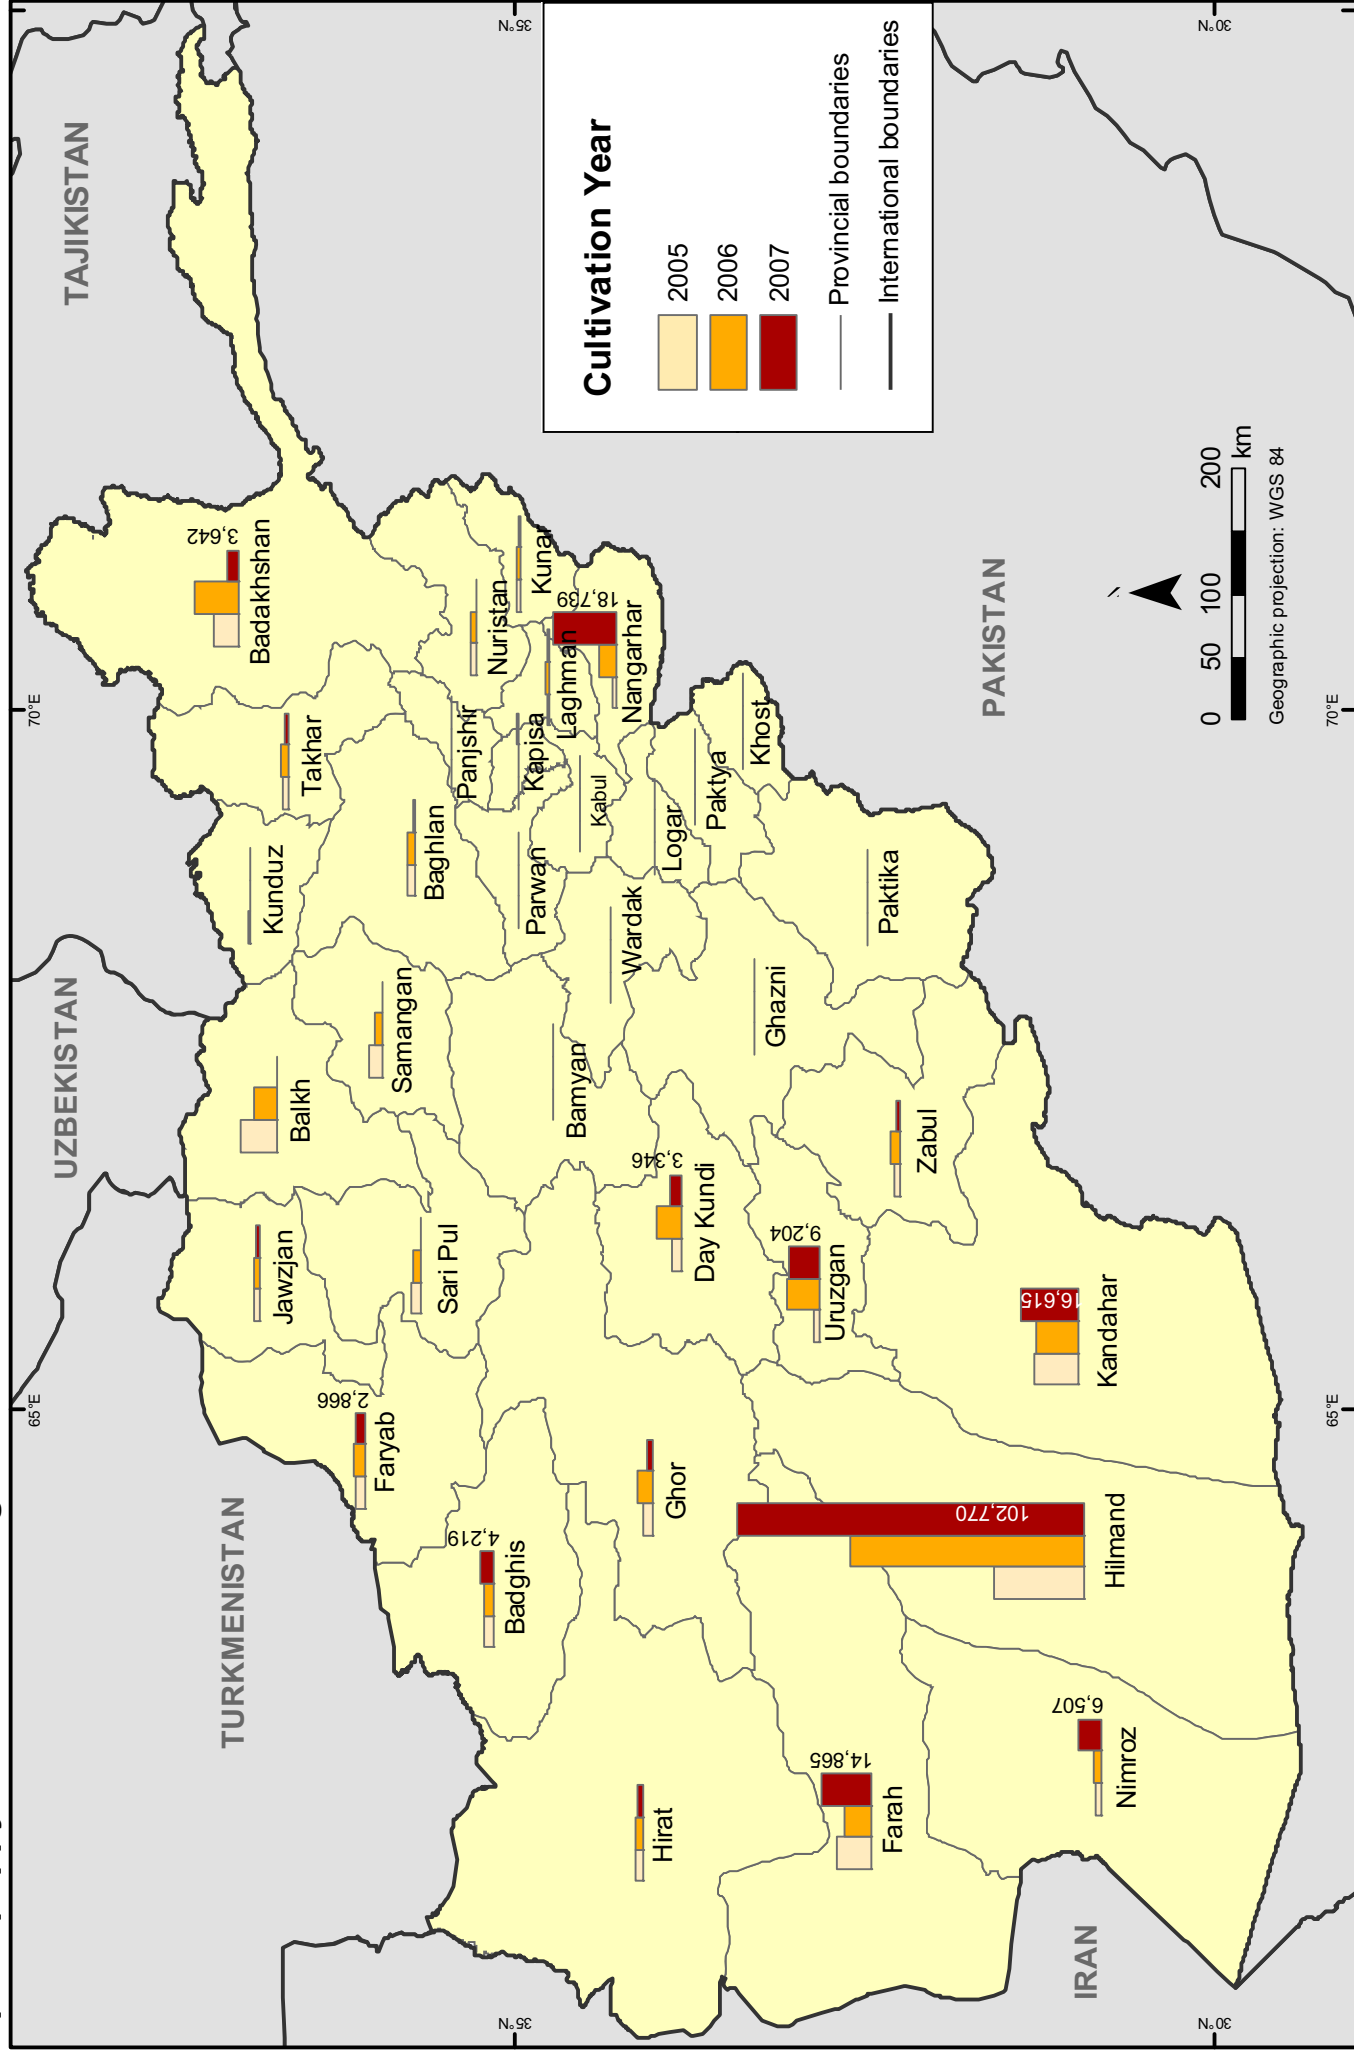 65°E
70°E
TAJIKISTAN
UZBEKISTAN
TURKMENISTAN
35°N
35°N
3,642
Badakhshan
Takhar
Kunduz
Balkh
Jawzjan
2,866
Faryab
Samangan
Baghlan
Sari Pul
4,219
Badghis
Nuristan
Kunar
Panjshir
Kapisa
Laghman
Parwan
18,739
Nangarhar
Kabul
Bamyan
Wardak
Logar
Paktya
Khost
3,346
Day Kundi
Ghor
Hirat
Ghazni
Paktika
9,204
Uruzgan
Zabul
14,865
Farah
102,770
Hilmand
16,615
Kandahar
6,507
Nimroz
IRAN
PAKISTAN
Cultivation Year
2005
2006
2007
Provincial boundaries
International boundaries
0 50 100 200
km
Geographic projection: WGS 84
30°N
30°N
65°E
70°E